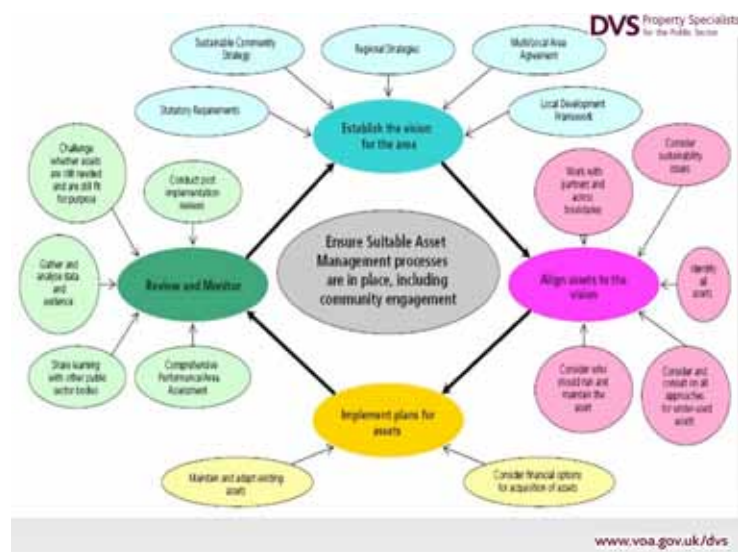 DVS Property Specialists
for the Public Sector
Sustainable Community
Strategy
Regional Strategies
Multi/Local Area
Agreement
Statutory Requirements
Local Development
Framework
Establish the vision
for the area
Challenge
whether assets
are still needed
and are still fit
for purpose
Conduct post
implementation
reviews
Gather and
analyse data
and
evidence
Review and Monitor
Share learning
with other public
sector bodies
Comprehensive
Performance/Area
Assessment
Ensure Suitable Asset
Management processes
are in place, including
community engagement
Work with
partners and
across
boundaries
Consider
sustainability
issues
Align assets to the
vision
Identify
all
assets
Consider who
should run and
maintain the
asset
Consider and
consult on all
approaches
for under-used
assets
Implement plans for
assets
Maintain and adapt existing
assets
Consider financial options
for acquisition of assets
www.voa.gov.uk/dvs